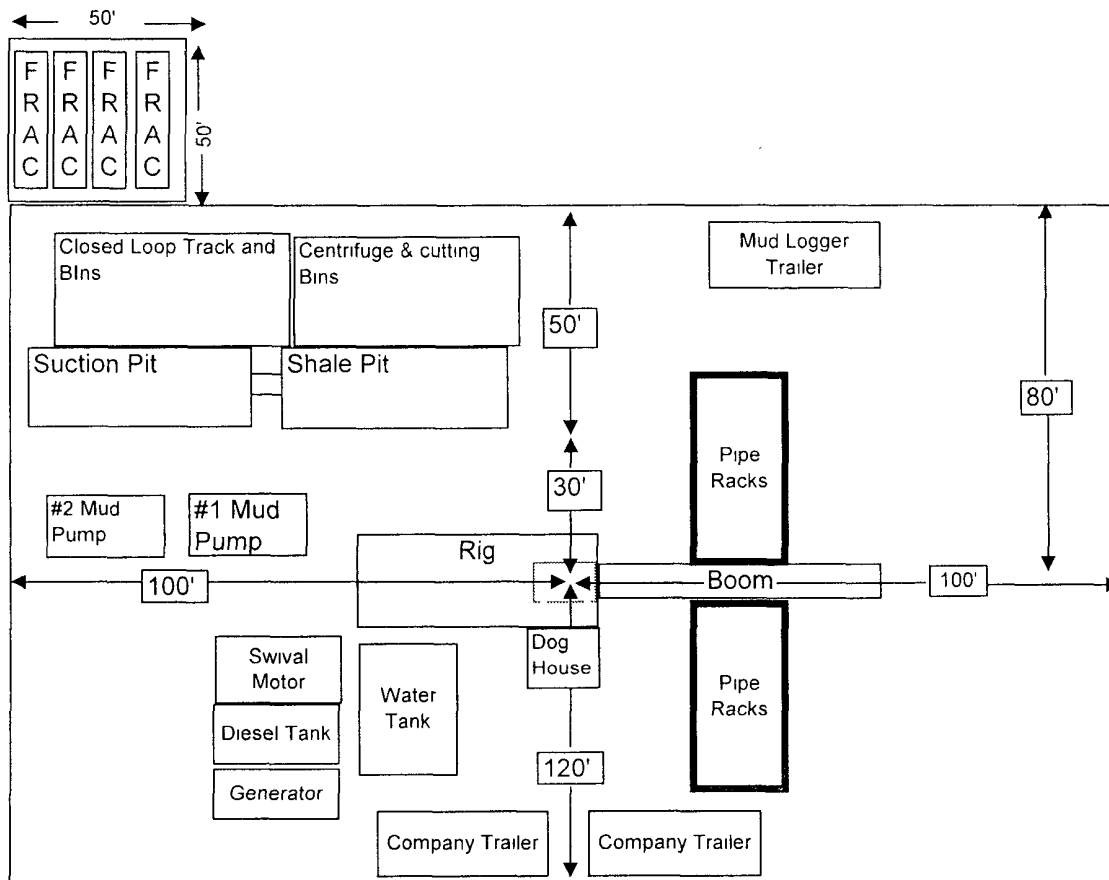 50'
F R A C
F R A C
F R A C
F R A C
50'
Closed Loop Track and
BIns
Centrifuge & cutting
Bins
Mud Logger
Trailer
50'
Suction Pit
Shale Pit
80'
Pipe
Racks
30'
#2 Mud
Pump
#1 Mud
Pump
Rig
100'
Boom
100'
Dog
House
Swival
Motor
Water
Tank
Pipe
Racks
Diesel Tank
120'
Generator
Company Trailer
Company Trailer